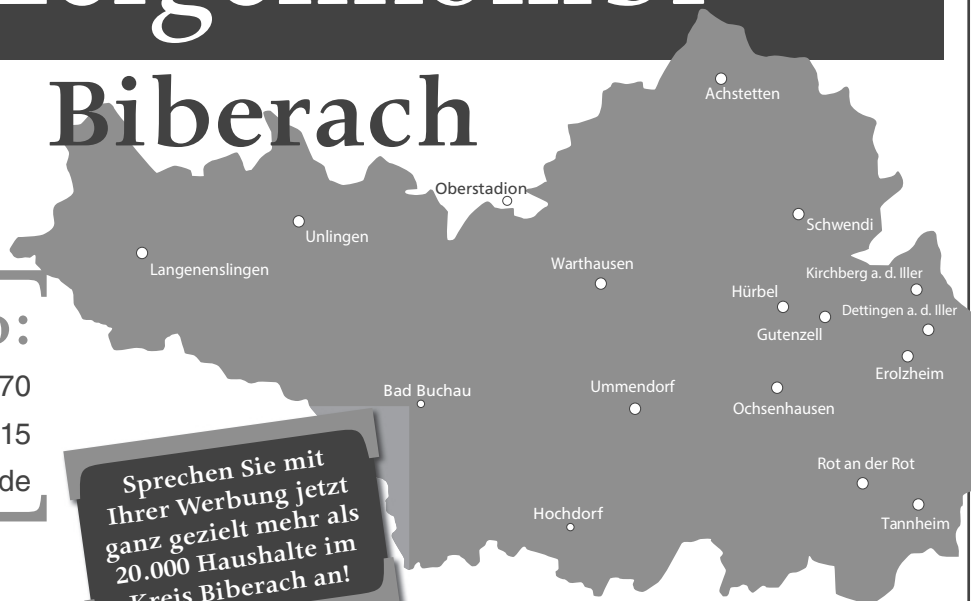 Biberach
Achstetten
Oberstadion
Schwendi
Unlingen
Langenenslingen
Warthausen
Kirchberg a. d. Iller
Hürbel
Dettingen a. d. Iller
Gutenzell
70
Erolzheim
Bad Buchau
Ummendorf
Ochsenhausen
15
Rot an der Rot
de
Hochdorf
Tannheim
Sprechen Sie mit
Ihrer Werbung jetzt
ganz gezielt mehr als
20.000 Haushalte im
Kreis Biberach an!